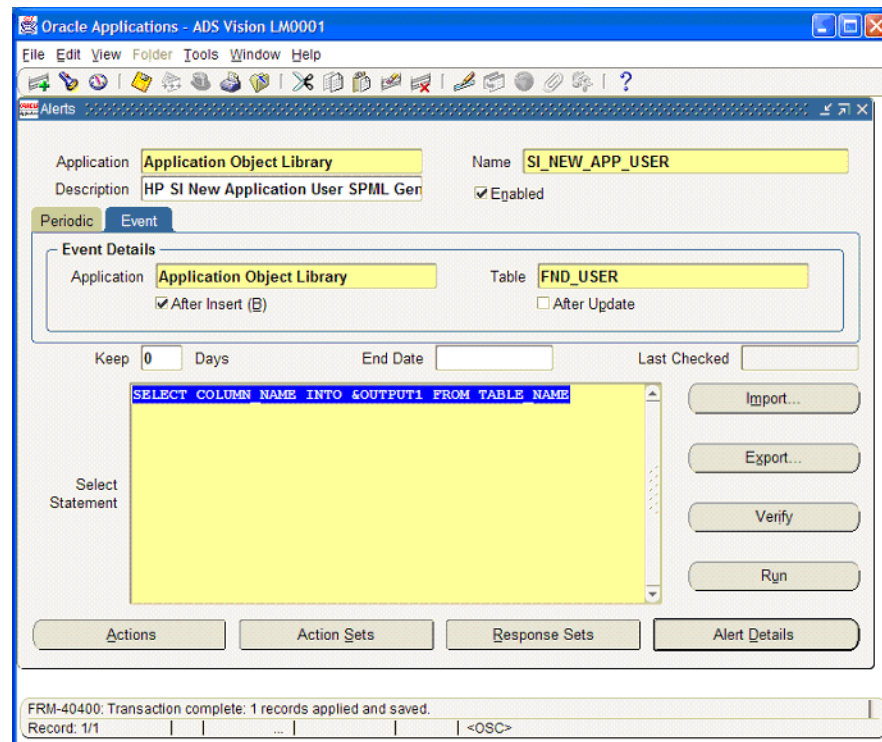 Oracle Applications - ADS Vision LM0001
File Edit View Folder Tools Window Help
Alerts
Application Application Object Library Name SI_NEW_APP_USER
Description HP SI New Application User SPML Gen Enabled
Periodic Event
Event Details
Application Application Object Library Table FND_USER
After Insert (B) After Update
Keep 0 Days End Date Last Checked
SELECT COLUMN_NAME INTO &OUTPUT1 FROM TABLE_NAME
Select
Statement
Import...
Export...
Verify
Run
Actions Action Sets Response Sets Alert Details
FRM-40400: Transaction complete: 1 records applied and saved.
Record: 1/1 ... <OSC>